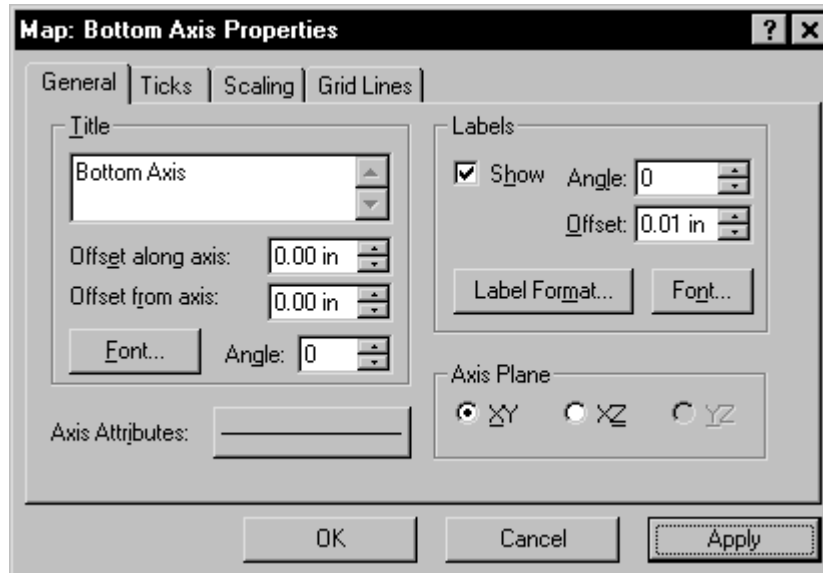 Map: Bottom Axis Properties
General Ticks Scaling Grid Lines
Title
Bottom Axis
Offset along axis: 0.00 in
Offset from axis: 0.00 in
Font... Angle: 0
Axis Attributes:
Labels
Show Angle: 0
Offset: 0.01 in
Label Format... Font...
Axis Plane
XY XZ YZ
OK Cancel Apply